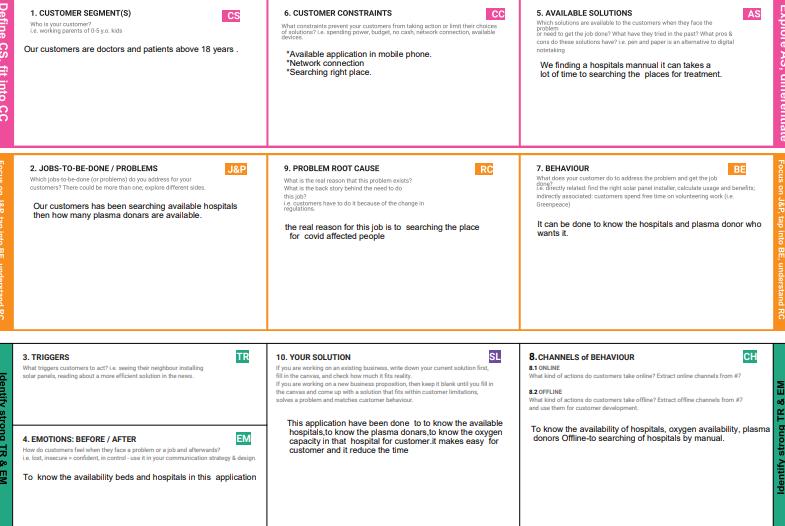 Define CS, fit into CC
1. CUSTOMER SEGMENT(S)
CS
Who is your customer?
i.e. working parents of 0-5 y.o. kids
Our customers are doctors and patients above 18 years .
6. CUSTOMER CONSTRAINTS
CC
What constraints prevent your customers from taking action or limit their choices
of solutions? i.e. spending power, budget, no cash, network connection, available
devices.
*Available application in mobile phone.
*Network connection
*Searching right place.
5. AVAILABLE SOLUTIONS
AS
Which solutions are available to the customers when they face the
problem
or need to get the job done? What have they tried in the past? What pros &
cons do these solutions have? i.e. pen and paper is an alternative to digital
notetaking
We finding a hospitals mannual it can takes a
lot of time to searching the places for treatment.
Explore AS, differentiate
Focus on J&P, tap into BE, understand RC
2. JOBS-TO-BE-DONE / PROBLEMS
J&P
Which jobs-to-be-done (or problems) do you address for your
customers? There could be more than one; explore different sides.
Our customers has been searching available hospitals
then how many plasma donars are available.
9. PROBLEM ROOT CAUSE
RC
What is the real reason that this problem exists?
What is the back story behind the need to do
this job?
i.e. customers have to do it because of the change in
regulations.
the real reason for this job is to searching the place
for covid affected people
7. BEHAVIOUR
BE
What does your customer do to address the problem and get the job
done?
i.e. directly related: find the right solar panel installer, calculate usage and benefits;
indirectly associated: customers spend free time on volunteering work (i.e.
Greenpeace)
It can be done to know the hospitals and plasma donor who
wants it.
Focus on J&P, tap into BE, understand RC
Identify strong TR & EM
3. TRIGGERS
TR
What triggers customers to act? i.e. seeing their neighbour installing
solar panels, reading about a more efficient solution in the news.
4. EMOTIONS: BEFORE / AFTER
EM
How do customers feel when they face a problem or a job and afterwards?
i.e. lost, insecure > confident, in control - use it in your communication strategy & design.
To know the availability beds and hospitals in this application
10. YOUR SOLUTION
SL
If you are working on an existing business, write down your current solution first,
fill in the canvas, and check how much it fits reality.
If you are working on a new business proposition, then keep it blank until you fill in
the canvas and come up with a solution that fits within customer limitations,
solves a problem and matches customer behaviour.
This application have been done to to know the available
hospitals,to know the plasma donars,to know the oxygen
capacity in that hospital for customer.it makes easy for
customer and it reduce the time
8.CHANNELS of BEHAVIOUR
CH
8.1 ONLINE
What kind of actions do customers take online? Extract online channels from #7
8.2 OFFLINE
What kind of actions do customers take offline? Extract offline channels from #7
and use them for customer development.
To know the availability of hospitals, oxygen availability, plasma
donors Offline-to searching of hospitals by manual.
Identify strong TR & EM